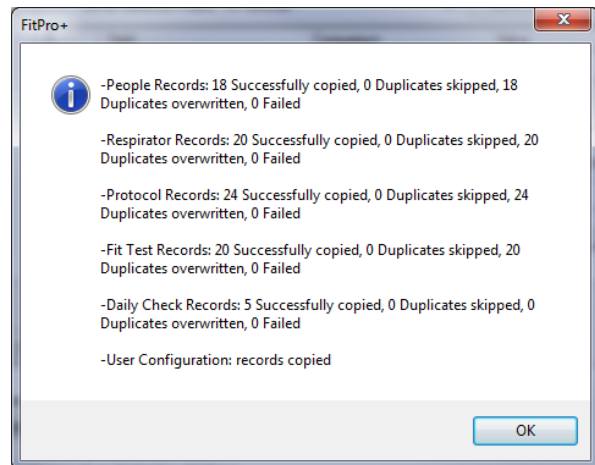 FitPro+
-People Records: 18 Successfully copied, 0 Duplicates skipped, 18
Duplicates overwritten, 0 Failed
-Respirator Records: 20 Successfully copied, 0 Duplicates skipped, 20
Duplicates overwritten, 0 Failed
-Protocol Records: 24 Successfully copied, 0 Duplicates skipped, 24
Duplicates overwritten, 0 Failed
-Fit Test Records: 20 Successfully copied, 0 Duplicates skipped, 20
Duplicates overwritten, 0 Failed
-Daily Check Records: 5 Successfully copied, 0 Duplicates skipped, 0
Duplicates overwritten, 0 Failed
-User Configuration: records copied
OK